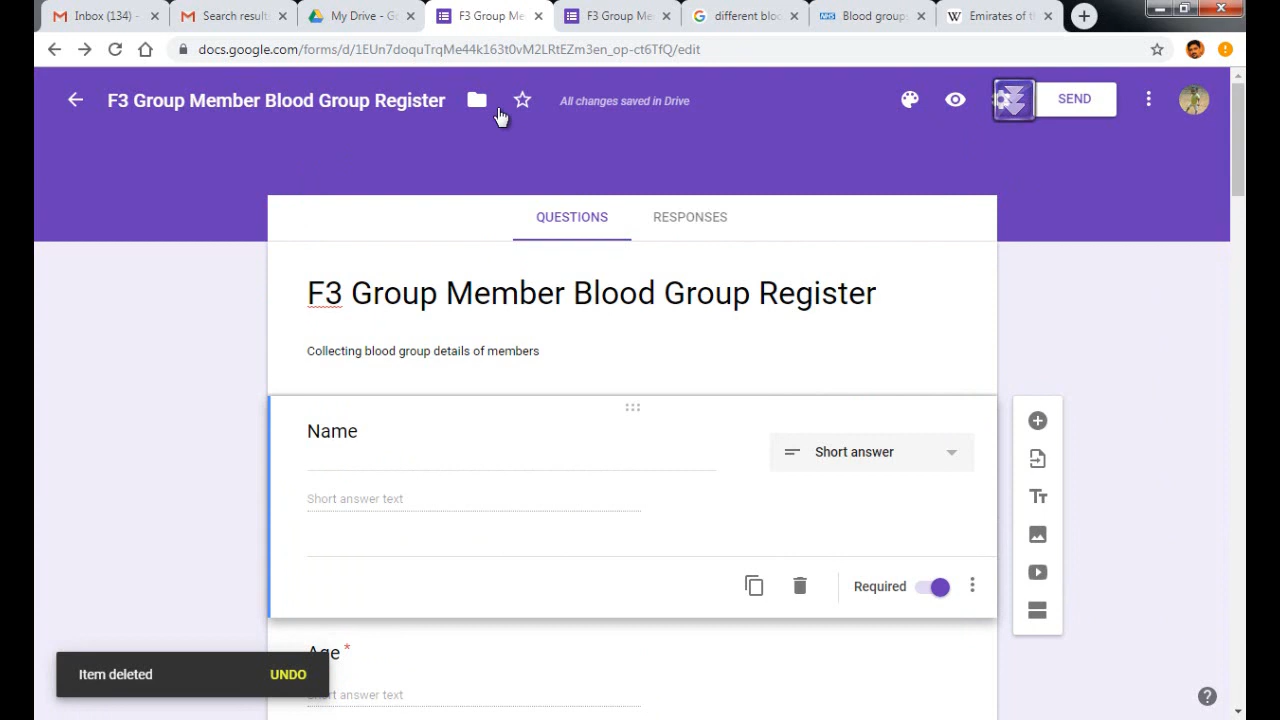 Inbox (134) -
Search result
My Drive - G
F3 Group Me
F3 Group Me
different bloo
Blood group
Emirates of th
docs.google.com/forms/d/1EUn7doquTrqMe44k163t0vM2LRtEZm3en_op-ct6TfQ/edit
F3 Group Member Blood Group Register
All changes saved in Drive
SEND
QUESTIONS
RESPONSES
F3 Group Member Blood Group Register
Collecting blood group details of members
Name
Short answer
Short answer text
Required
Age *
Item deleted
UNDO
Short answer text